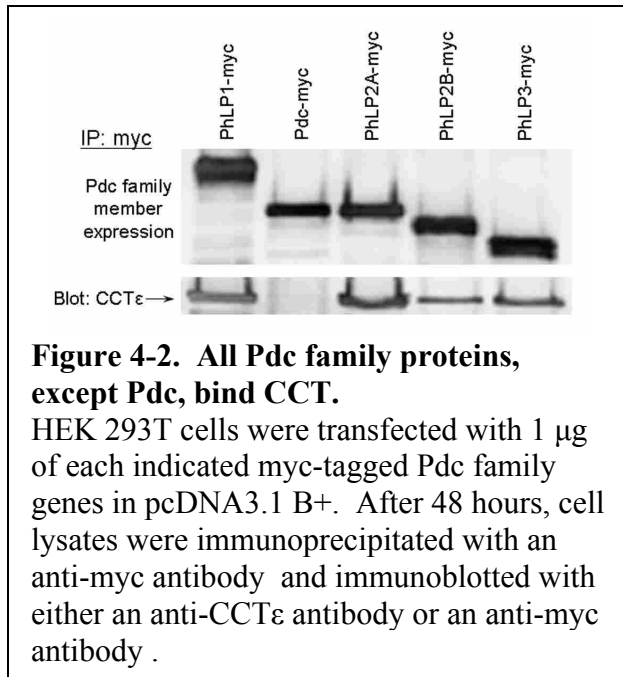 PhLP1-myc
Pdc-myc
PhLP2A-myc
PhLP2B-myc
PhLP3-myc
IP: myc
Pdc family
member
expression
Blot: CCTε→
Figure 4-2.  All Pdc family proteins,
except Pdc, bind CCT.
HEK 293T cells were transfected with 1 μg
of each indicated myc-tagged Pdc family
genes in pcDNA3.1 B+.  After 48 hours, cell
lysates were immunoprecipitated with an
anti-myc antibody  and immunoblotted with
either an anti-CCTε antibody or an anti-myc
antibody .